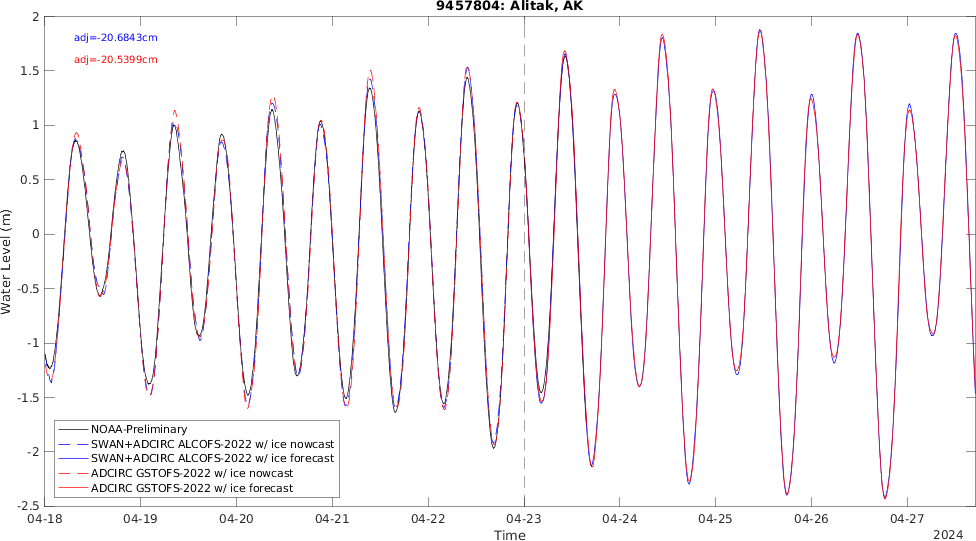 9457804: Alitak, AK
adj=-20.6843cm
adj=-20.5399cm
2
1.5
1
0.5
0
-0.5
-1
-1.5
-2
-2.5
Water Level (m)
NOAA-Preliminary
SWAN+ADCIRC ALCOFS-2022 w/ ice nowcast
SWAN+ADCIRC ALCOFS-2022 w/ ice forecast
ADCIRC GSTOFS-2022 w/ ice nowcast
ADCIRC GSTOFS-2022 w/ ice forecast
04-18 04-19 04-20 04-21 04-22 04-23 04-24 04-25 04-26 04-27
Time
2024